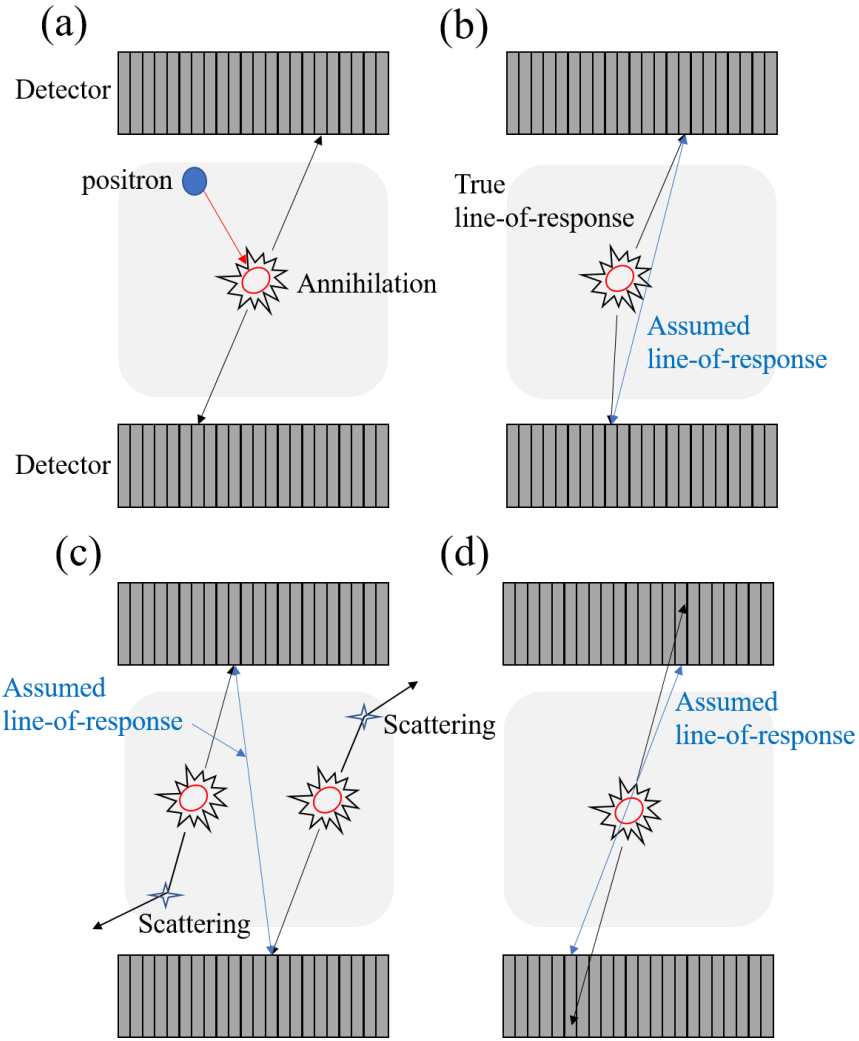 (a)
Detector
positron
Annihilation
Detector
(b)
True
line-of-response
Assumed
line-of-response
(c)
Assumed
line-of-response
Scattering
Scattering
(d)
Assumed
line-of-response